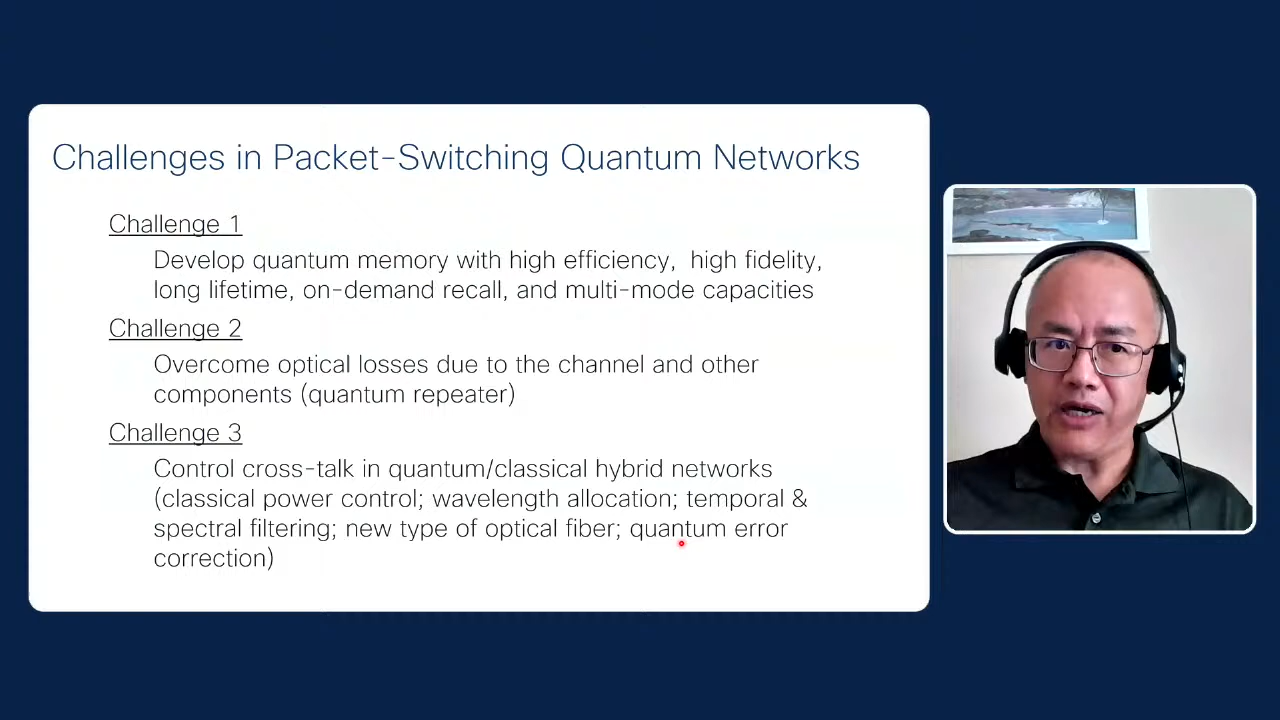 Challenges in Packet-Switching Quantum Networks
Challenge 1
Develop quantum memory with high efficiency,  high fidelity,
long lifetime, on-demand recall, and multi-mode capacities
Challenge 2
Overcome optical losses due to the channel and other
components (quantum repeater)
Challenge 3
Control cross-talk in quantum/classical hybrid networks
(classical power control; wavelength allocation; temporal &
spectral filtering; new type of optical fiber; quantum error
correction)